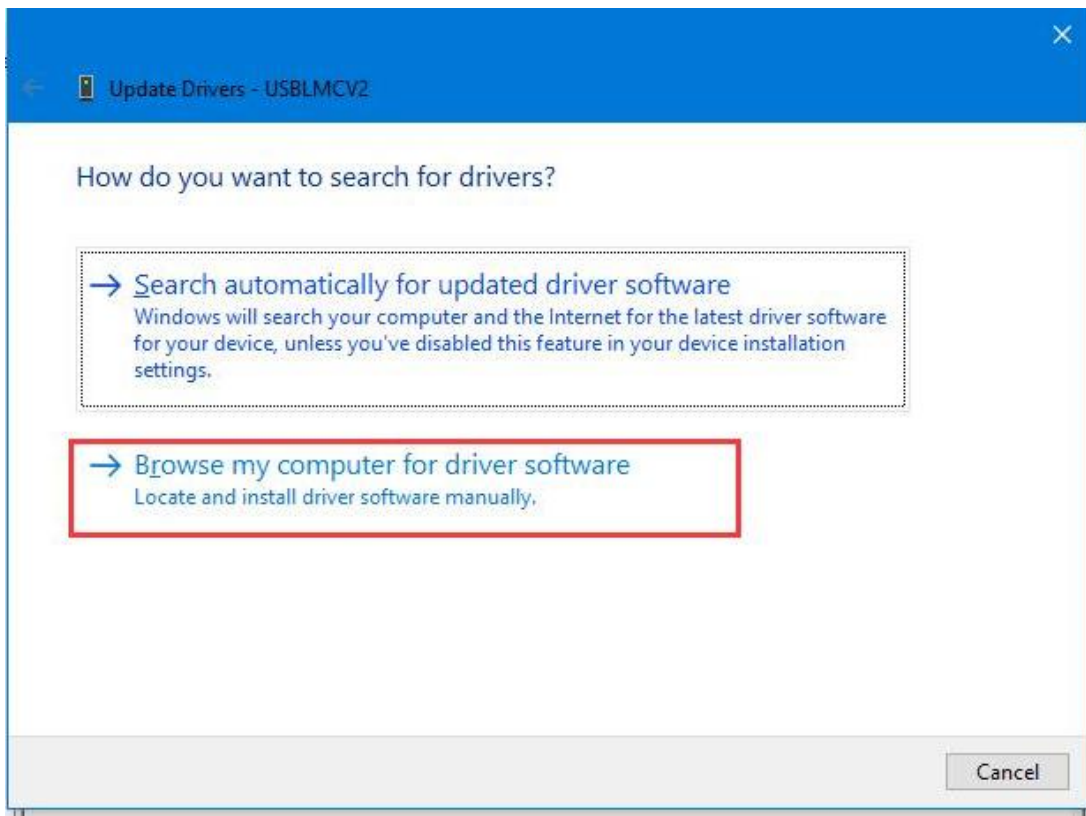 Update Drivers - USBLMCV2
How do you want to search for drivers?
Search automatically for updated driver software
Windows will search your computer and the Internet for the latest driver software
for your device, unless you've disabled this feature in your device installation
settings.
Browse my computer for driver software
Locate and install driver software manually.
Cancel